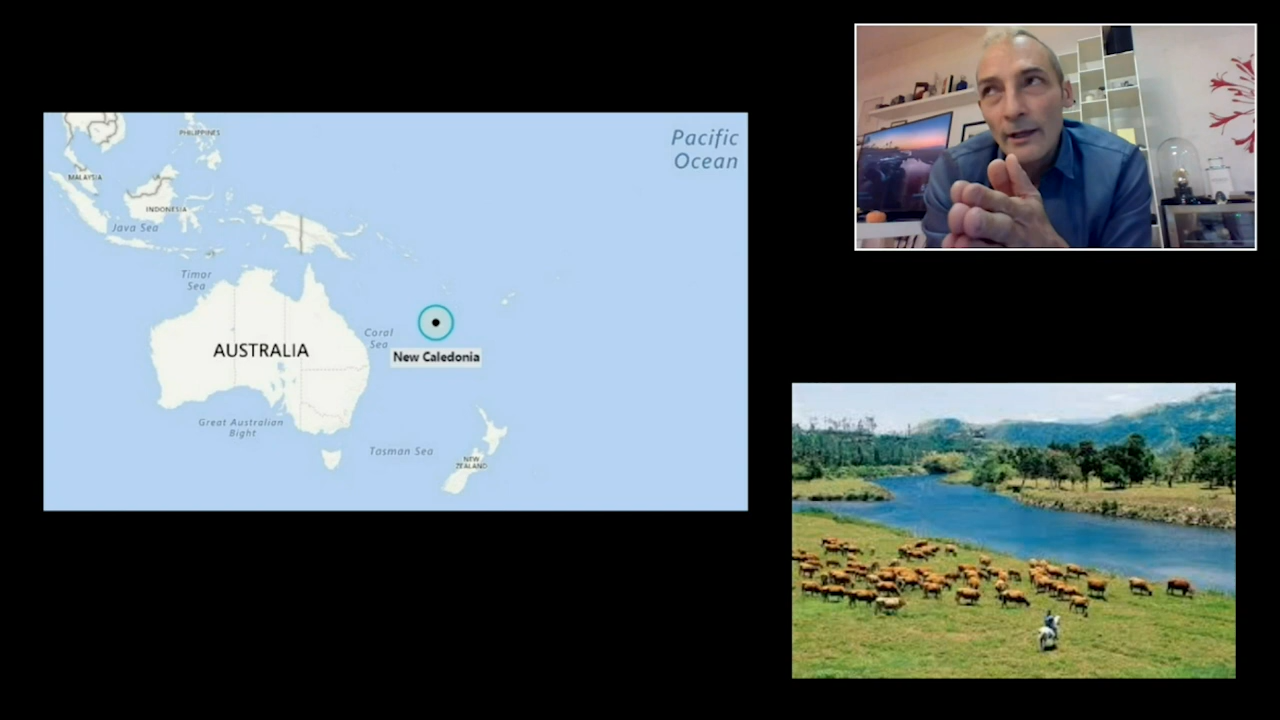 Pacific
Ocean
PHILIPPINES
MALAYSIA
INDONESIA
Java Sea
Timor
Sea
Coral
Sea
AUSTRALIA
New Caledonia
Great Australian
Bight
Tasman Sea
NEW
ZEALAND